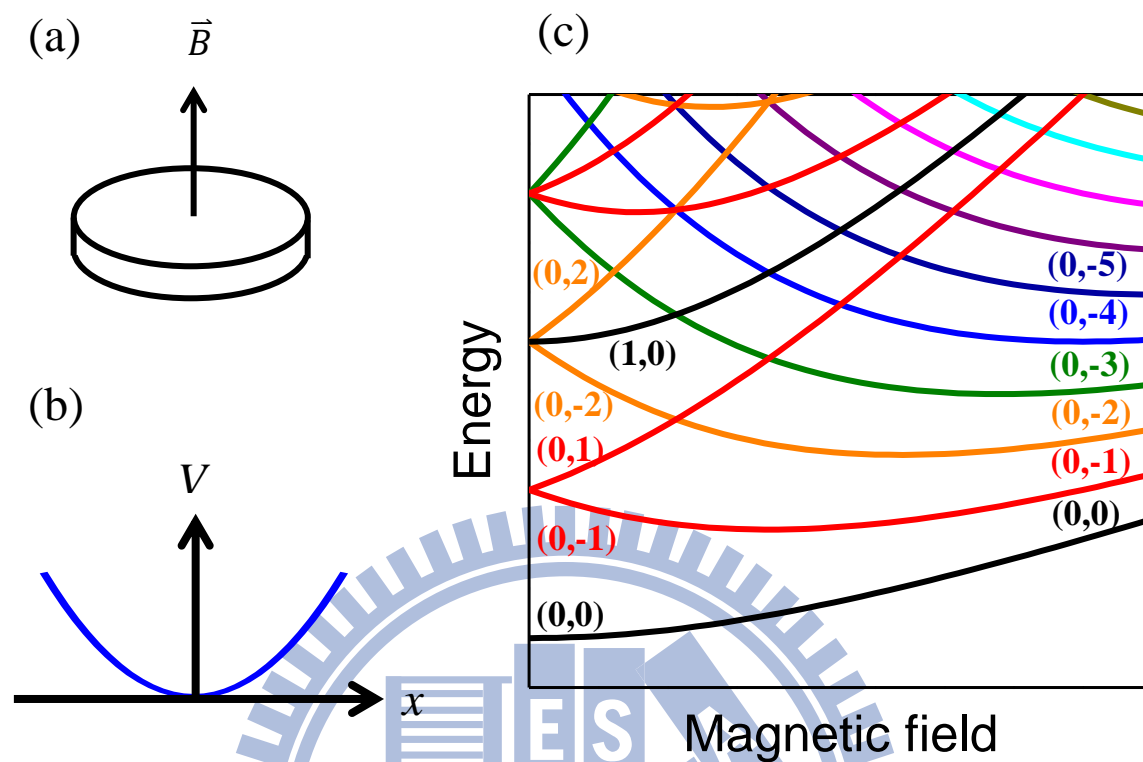 (a)
B
(c)
(b)
V
x
Energy
(0,2)
(1,0)
(0,-2)
(0,1)
(0,-1)
(0,0)
(0,-5)
(0,-4)
(0,-3)
(0,-2)
(0,-1)
(0,0)
Magnetic field
ES